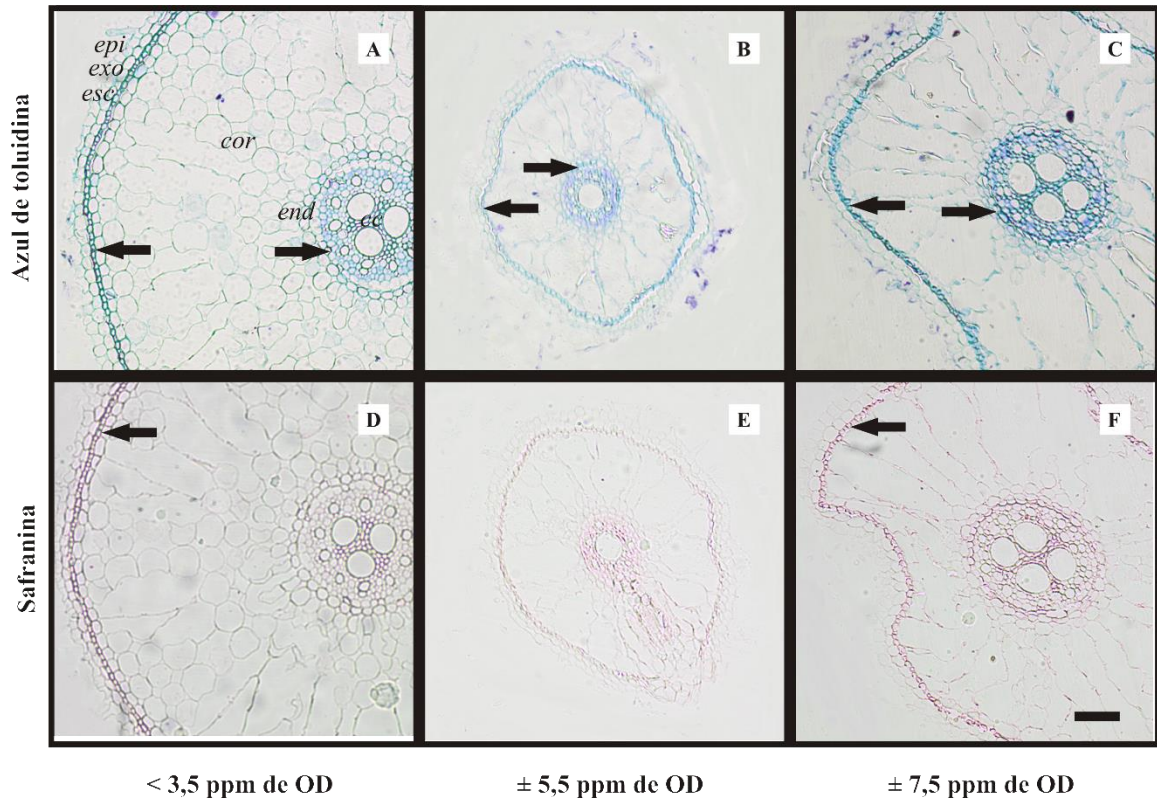 Azul de toluidina
A
B
C
epi
exo
esc
cor
end
cc
Safranina
D
E
F
< 3,5 ppm de OD
± 5,5 ppm de OD
± 7,5 ppm de OD